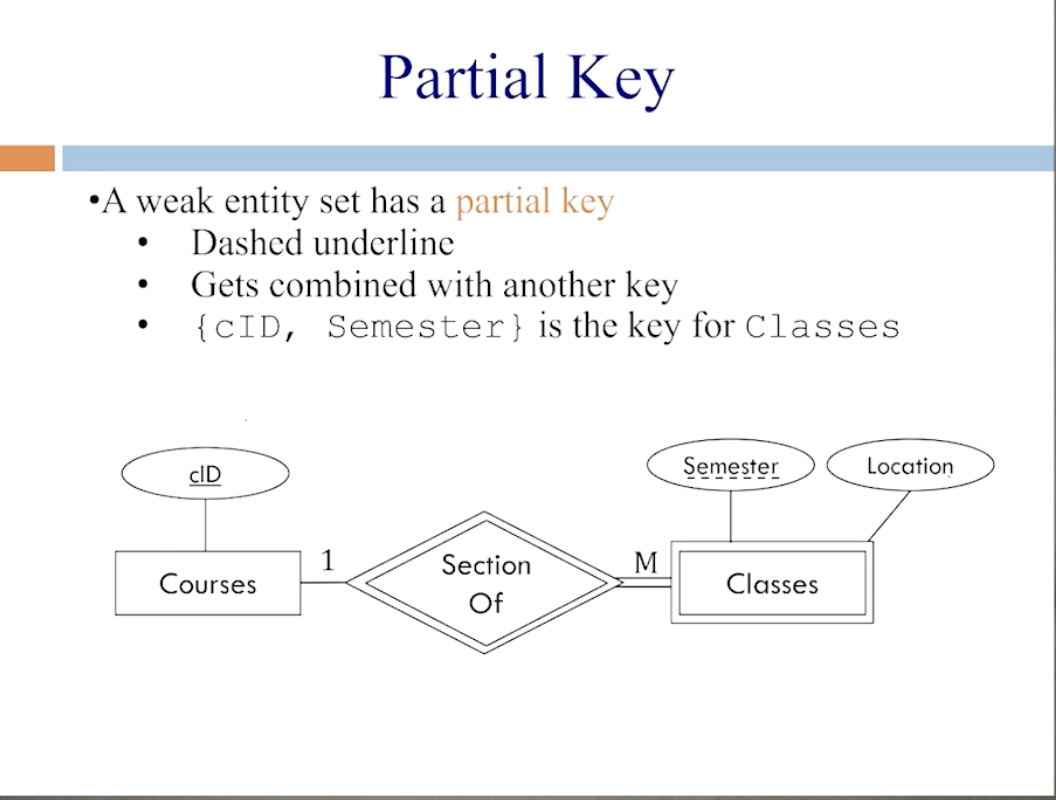 Partial Key
•A weak entity set has a partial key
• Dashed underline
• Gets combined with another key
• {cID, Semester} is the key for Classes
cID
Semester
Location
Courses
1
Section
Of
M
Classes